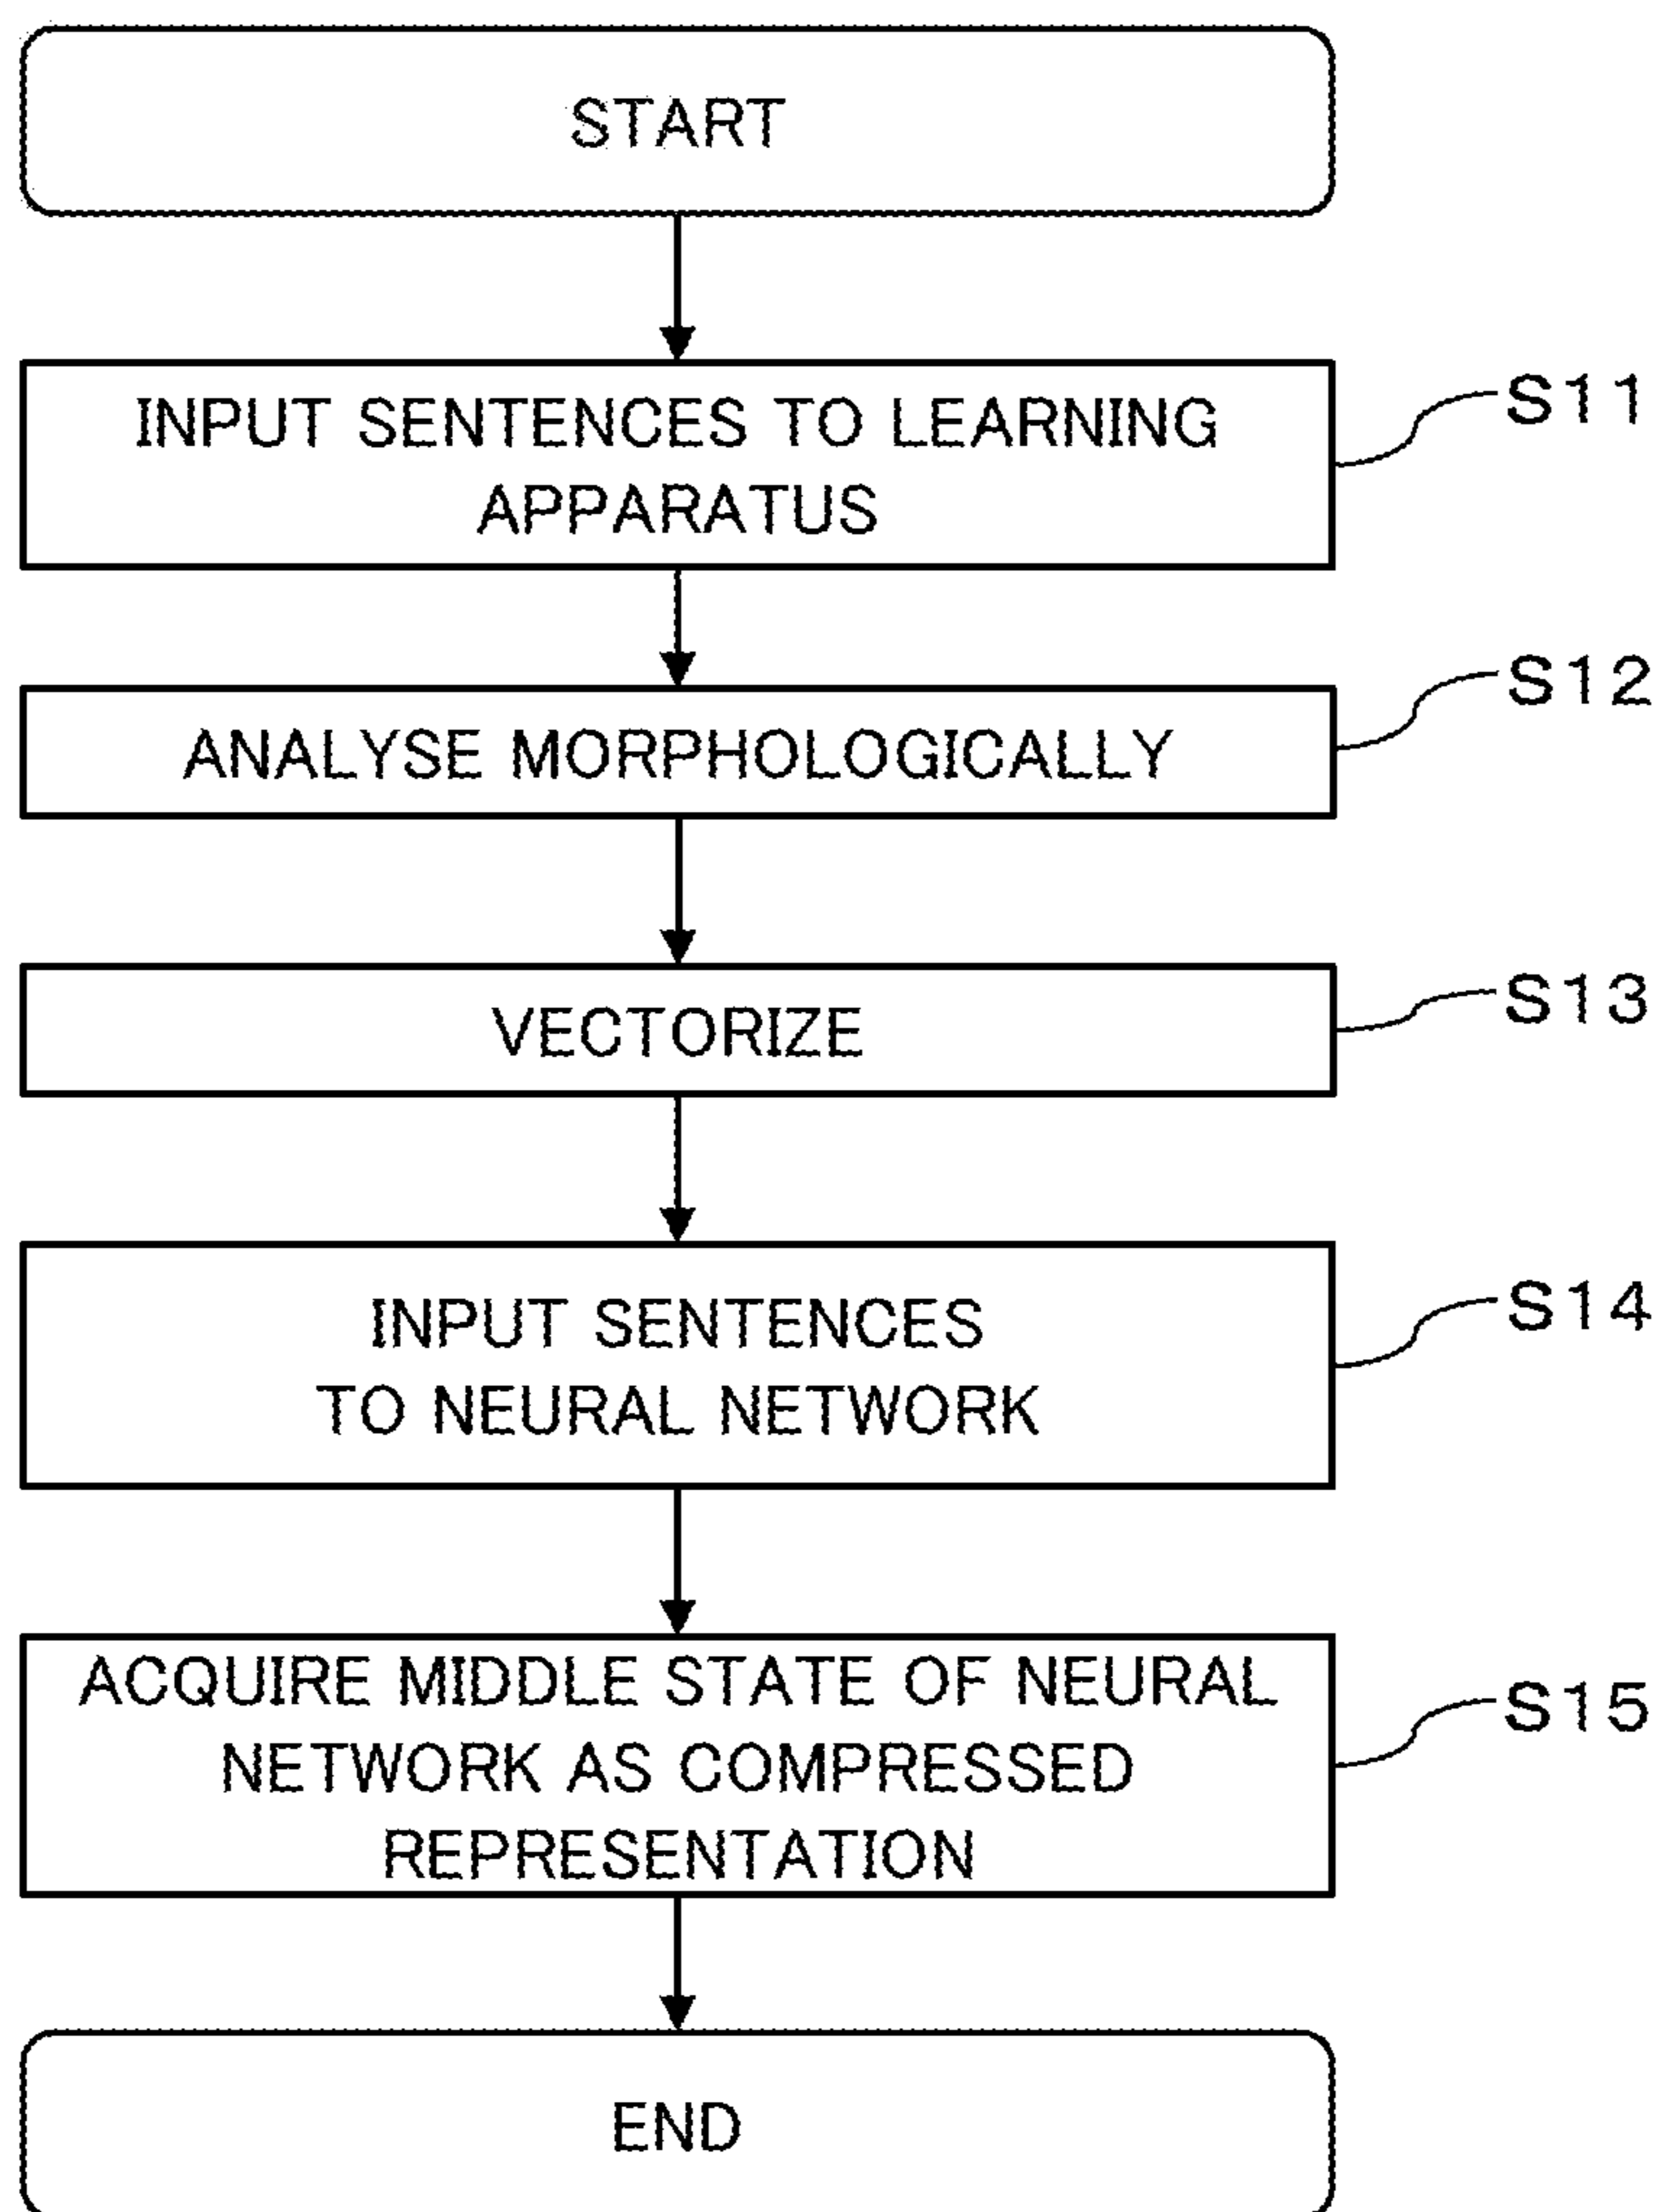 START
INPUT SENTENCES TO LEARNING
APPARATUS
S11
ANALYSE MORPHOLOGICALLY
S12
VECTORIZE
S13
INPUT SENTENCES
TO NEURAL NETWORK
S14
ACQUIRE MIDDLE STATE OF NEURAL
NETWORK AS COMPRESSED
REPRESENTATION
S15
END